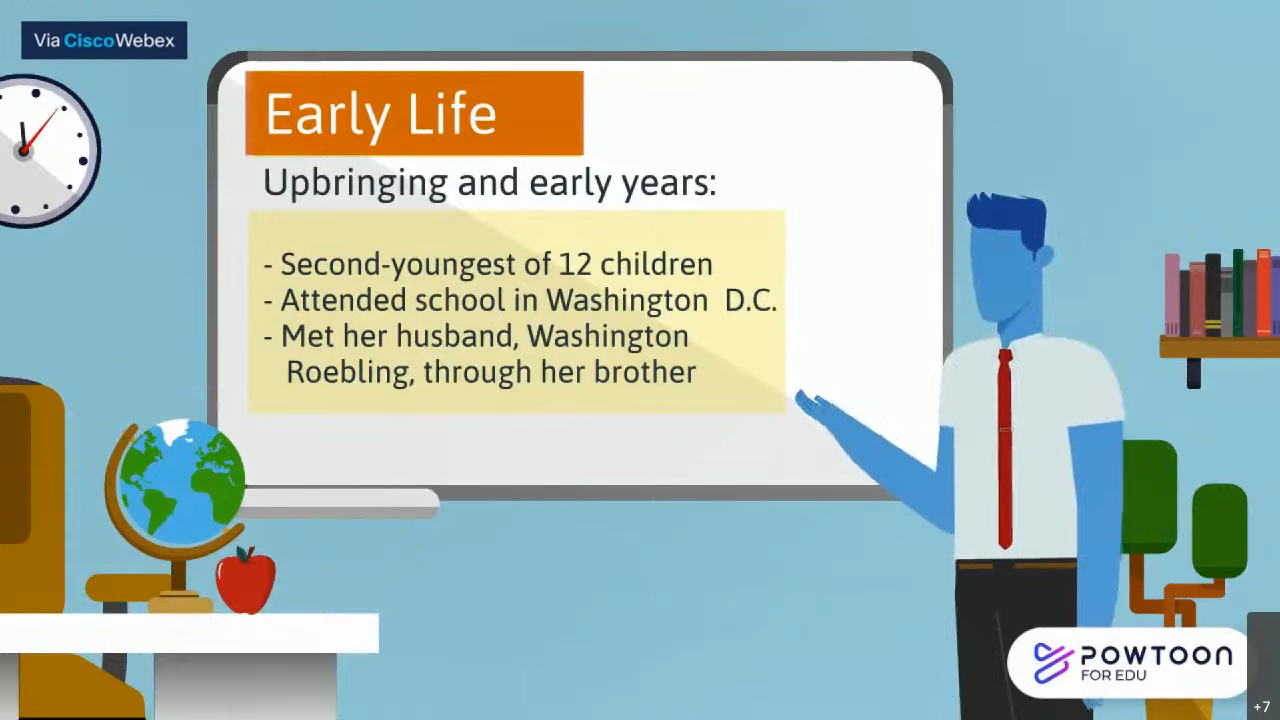 Via CiscoWebex
Early Life
Upbringing and early years:
- Second-youngest of 12 children
- Attended school in Washington D.C.
- Met her husband, Washington
Roebling, through her brother
POWTOON
FOR EDU
+7